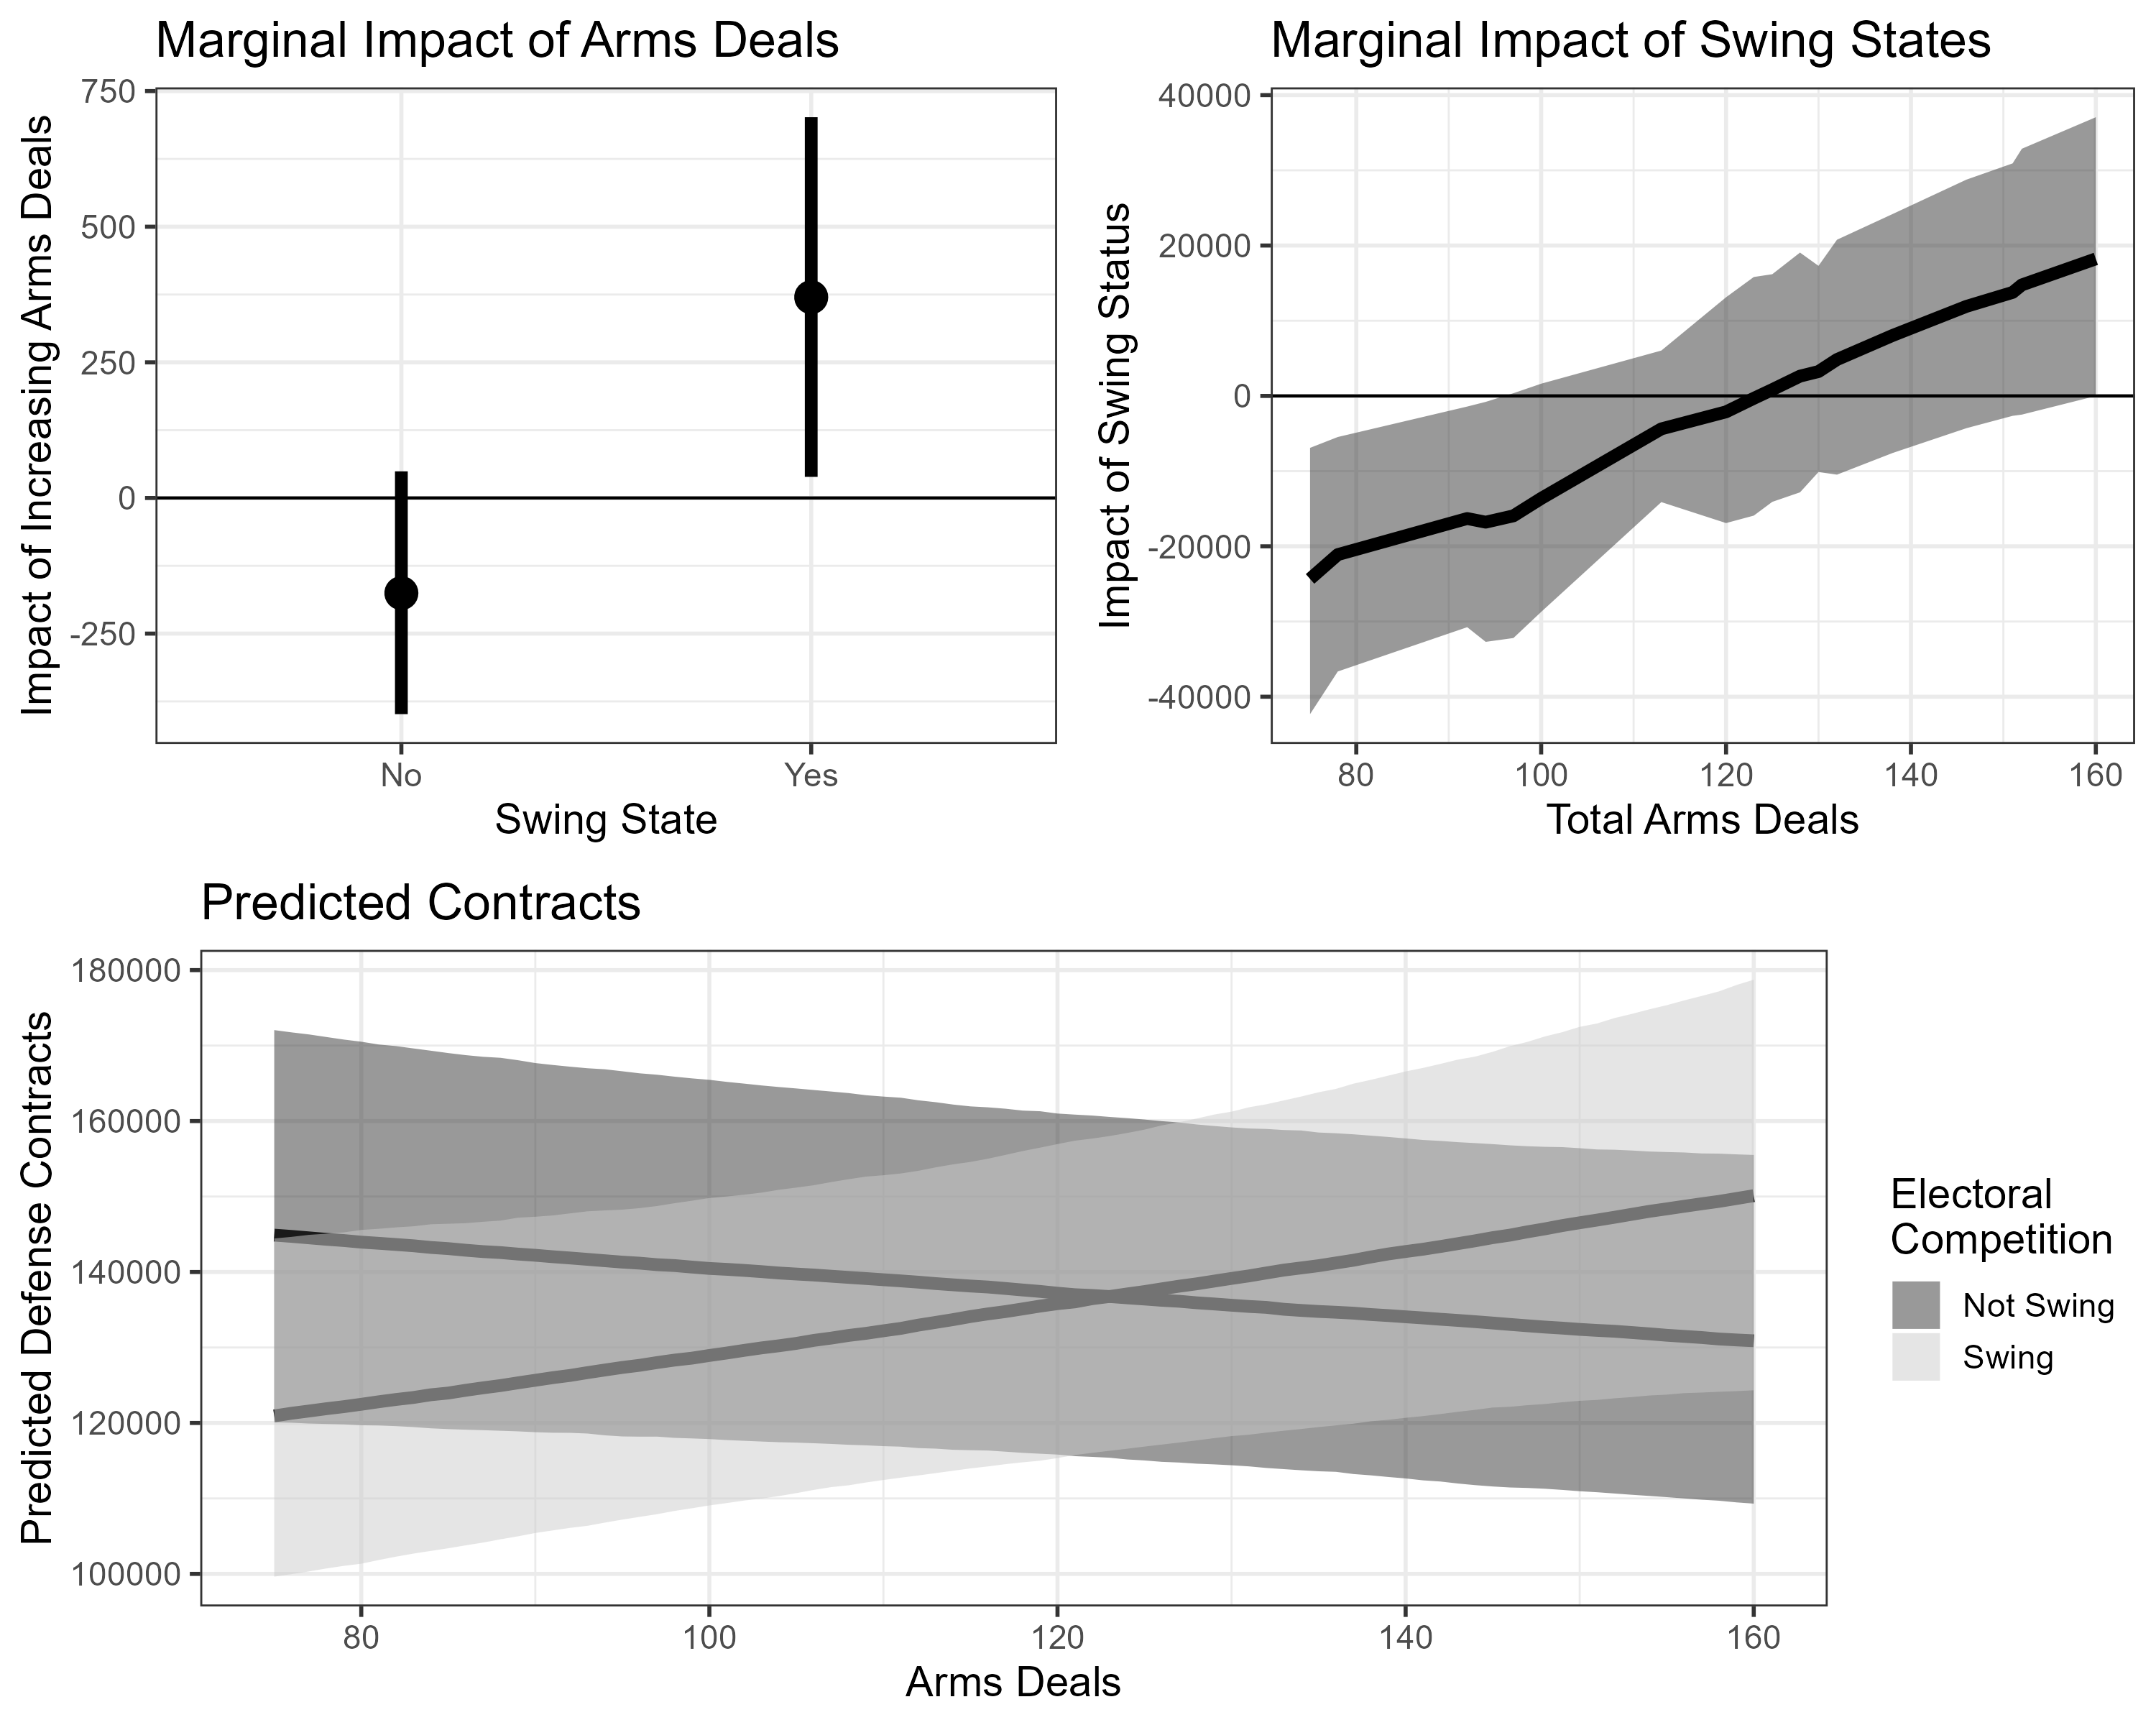 Marginal Impact of Arms Deals
Impact of Increasing Arms Deals
750
500
250
0
-250
No
Yes
Swing State
Marginal Impact of Swing States
Impact of Swing Status
40000
20000
0
-20000
-40000
80
100
120
140
160
Total Arms Deals
Predicted Contracts
Predicted Defense Contracts
180000
160000
140000
120000
100000
80
100
120
140
160
Arms Deals
Electoral
Competition
Not Swing
Swing